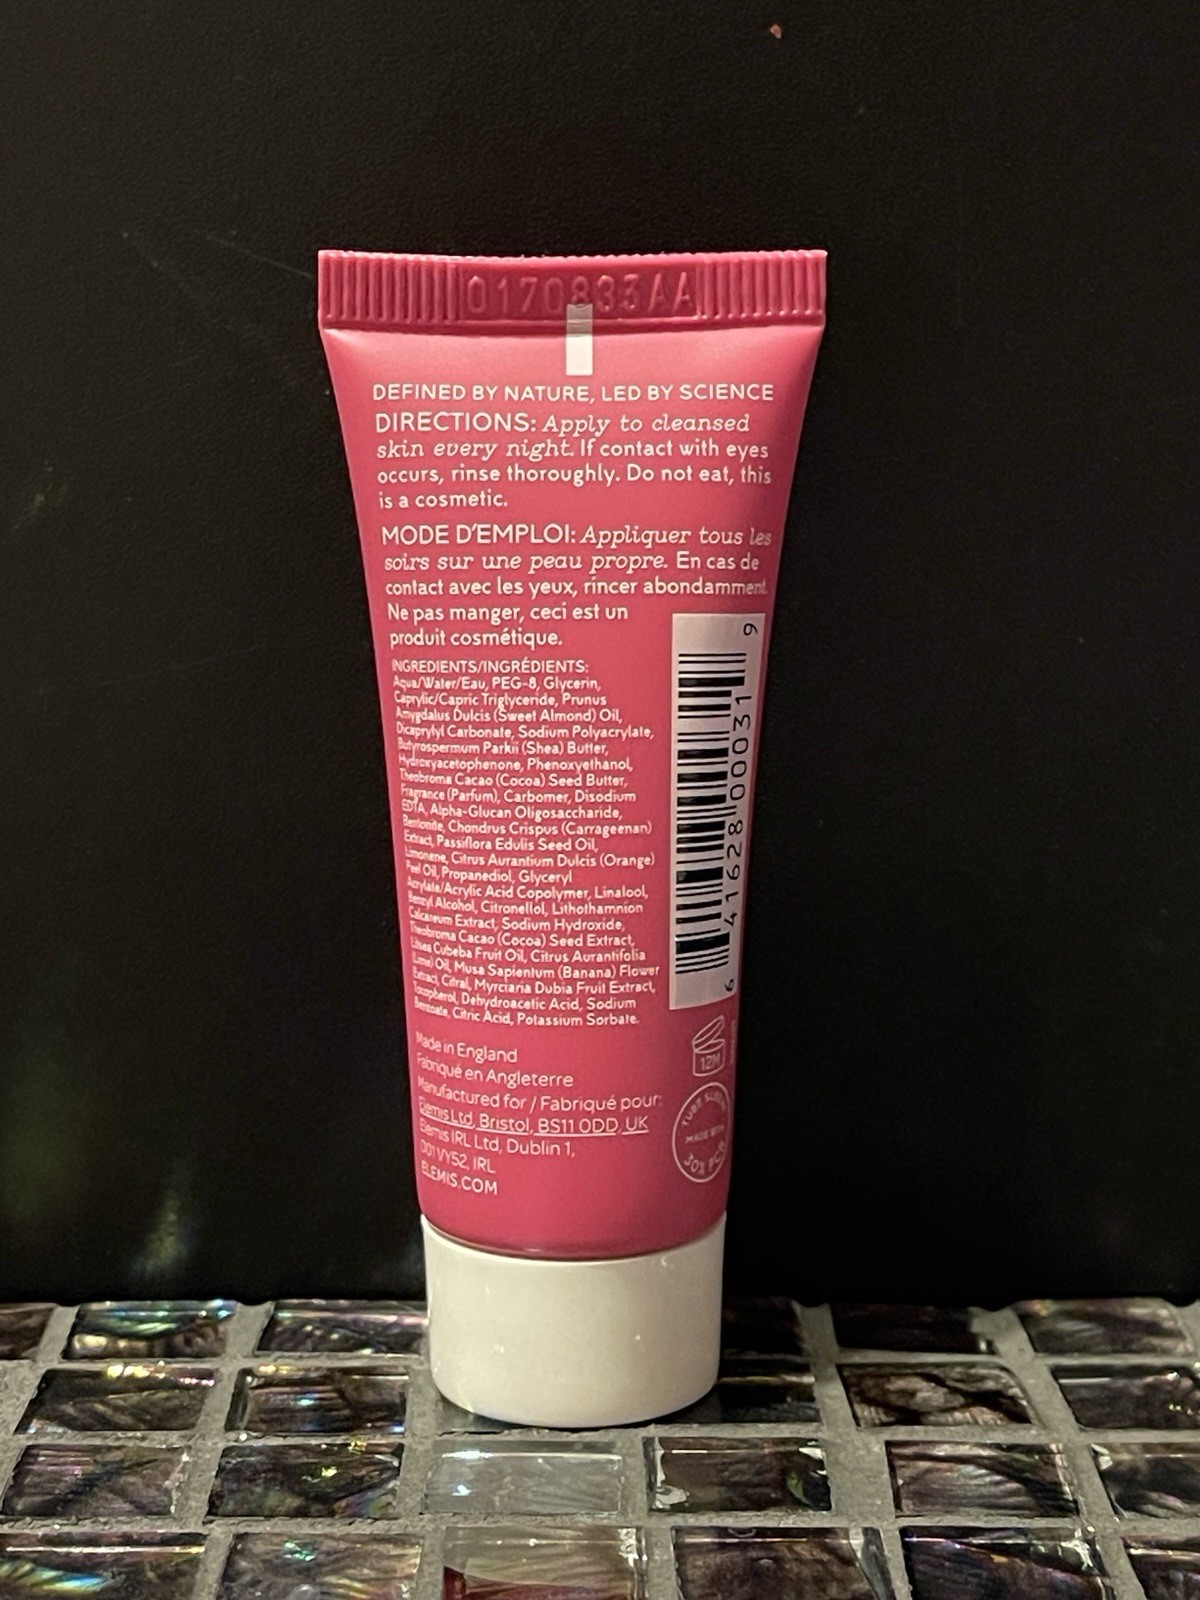 0170833AA
DEFINED BY NATURE, LED BY SCIENCE
DIRECTIONS: Apply to cleansed
skin every night. If contact with eyes
occurs, rinse thoroughly. Do not eat, this
is a cosmetic.
MODE D'EMPLOI: Appliquer tous les
soirs sur une peau propre. En cas de
contact avec les yeux, rincer abondamment.
Ne pas manger, ceci est un
produit cosmétique.
INGREDIENTS/INGRÉDIENTS:
Aqua/Water/Eau, PEG-8, Glycerin,
Caprylic/Capric Triglyceride, Prunus
Amygdalus Dulcis (Sweet Almond) Oil,
Dicaprylyl Carbonate, Sodium Polyacrylate,
Butyrospermum Parkii (Shea) Butter,
Hydroxyacetophenone, Phenoxyethanol,
Theobroma Cacao (Cocoa) Seed Butter,
Fragrance (Parfum), Carbomer, Disodium
EDTA, Alpha-Glucan Oligosaccharide,
Bentonite, Chondrus Crispus (Carrageenan)
Extract, Passiflora Edulis Seed Oil,
Limonene, Citrus Aurantium Dulcis (Orange)
Peel Oil, Propanediol, Glyceryl
Acrylate/Acrylic Acid Copolymer, Linalool,
Benzyl Alcohol, Citronellol, Lithothamnion
Calcareum Extract, Sodium Hydroxide,
Theobroma Cacao (Cocoa) Seed Extract,
Litsea Cubeba Fruit Oil, Citrus Aurantifolia
(Lime) Oil, Musa Sapientum (Banana) Flower
Extract, Citral, Myrciaria Dubia Fruit Extract,
Tocopherol, Dehydroacetic Acid, Sodium
Benzoate, Citric Acid, Potassium Sorbate.
6 41628 00031 9
12M
TUBE SLEEVE
MADE WITH
30% PCR
Made in England
Fabriqué en Angleterre
Manufactured for / Fabriqué pour:
Elemis Ltd, Bristol, BS11 0DD, UK
Elemis IRL Ltd, Dublin 1,
D01 VY52, IRL
ELEMIS.COM